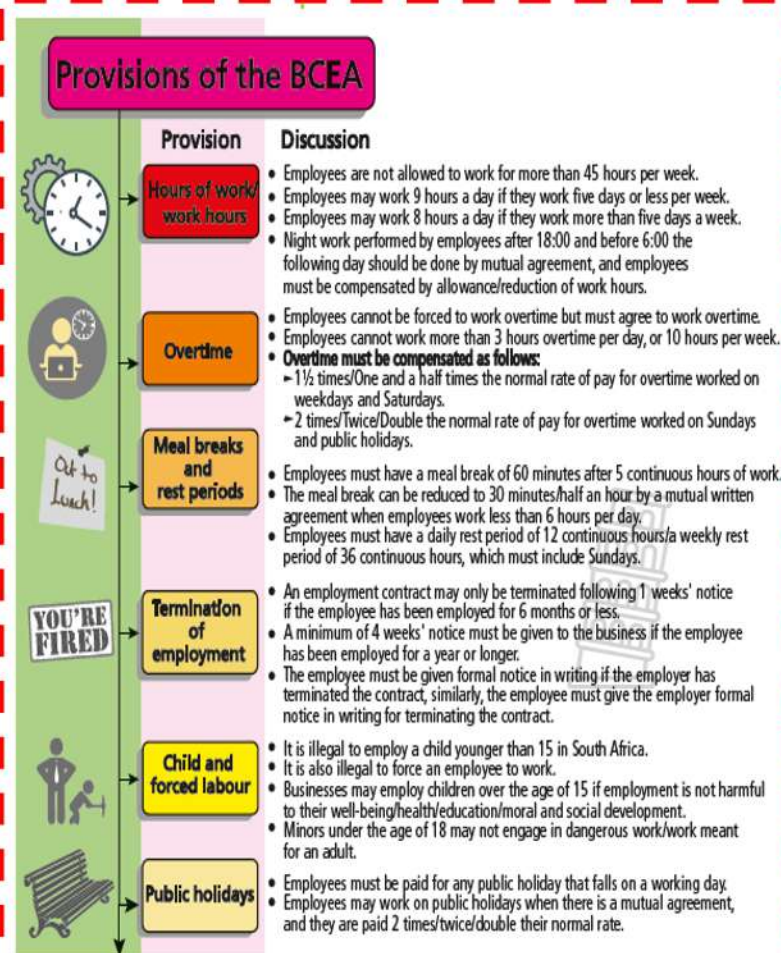 Provisions of the BCEA
Provision
Discussion
Hours of work/
work hours
• Employees are not allowed to work for more than 45 hours per week.
• Employees may work 9 hours a day if they work five days or less per week.
• Employees may work 8 hours a day if they work more than five days a week.
• Night work performed by employees after 18:00 and before 6:00 the
following day should be done by mutual agreement, and employees
must be compensated by allowance/reduction of work hours.
Overtime
• Employees cannot be forced to work overtime but must agree to work overtime.
• Employees cannot work more than 3 hours overtime per day, or 10 hours per week.
• Overtime must be compensated as follows:
►1½ times/One and a half times the normal rate of pay for overtime worked on
weekdays and Saturdays.
►2 times/Twice/Double the normal rate of pay for overtime worked on Sundays
and public holidays.
Out to
Lunch!
Meal breaks
and
rest periods
• Employees must have a meal break of 60 minutes after 5 continuous hours of work.
• The meal break can be reduced to 30 minutes/half an hour by a mutual written
agreement when employees work less than 6 hours per day.
• Employees must have a daily rest period of 12 continuous hours/a weekly rest
period of 36 continuous hours, which must include Sundays.
YOU'RE
FIRED
Termination
of
employment
• An employment contract may only be terminated following 1 weeks' notice
if the employee has been employed for 6 months or less.
• A minimum of 4 weeks' notice must be given to the business if the employee
has been employed for a year or longer.
• The employee must be given formal notice in writing if the employer has
terminated the contract, similarly, the employee must give the employer formal
notice in writing for terminating the contract.
Child and
forced labour
• It is illegal to employ a child younger than 15 in South Africa.
• It is also illegal to force an employee to work.
• Businesses may employ children over the age of 15 if employment is not harmful
to their well-being/health/education/moral and social development.
• Minors under the age of 18 may not engage in dangerous work/work meant
for an adult.
Public holidays
• Employees must be paid for any public holiday that falls on a working day.
• Employees may work on public holidays when there is a mutual agreement,
and they are paid 2 times/twice/double their normal rate.